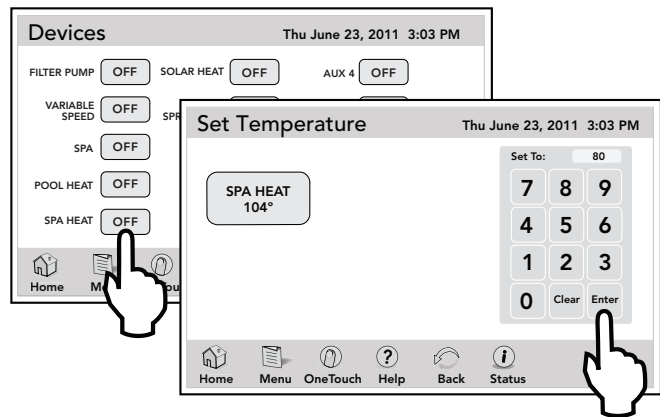 Devices
Thu June 23, 2011 3:03 PM
FILTER PUMP OFF SOLAR HEAT OFF AUX 4 OFF
VARIABLE
SPEED OFF
SPA OFF
POOL HEAT OFF
SPA HEAT OFF
Home
Set Temperature
Thu June 23, 2011 3:03 PM
SPA HEAT
104°
Set To: 80
7 8 9
4 5 6
1 2 3
0 Clear Enter
Home Menu OneTouch Help Back Status